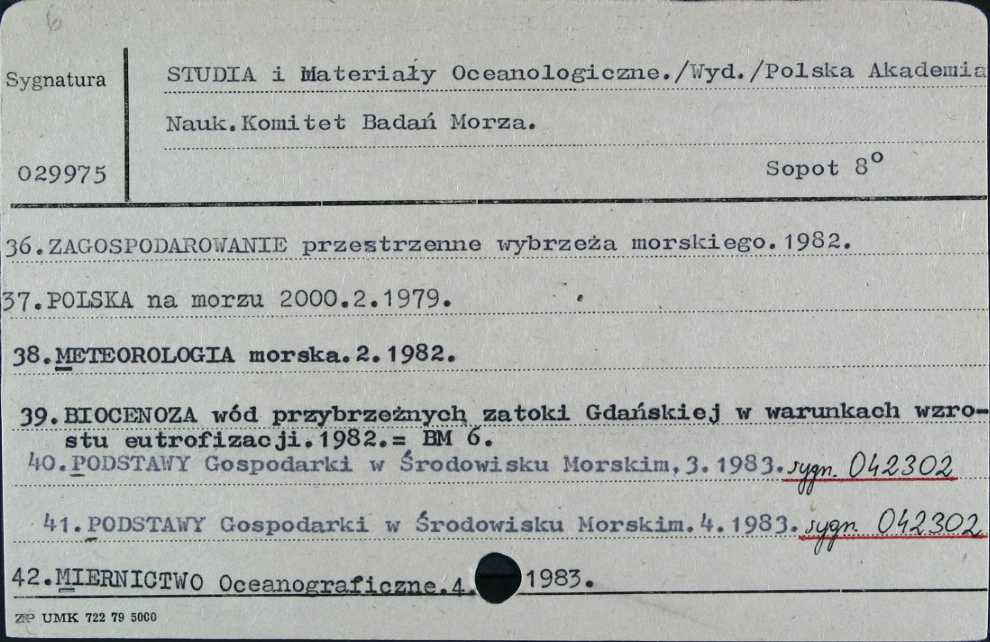 6
STUDIA i Materiały Oceanologiczne./Wyd./Polska Akademia
Sygnatura
Nauk.Komitet Badań Morza.
029975
Sopot 8°
36.ZAGOSPODAROWANIE przestrzenne wybrzeża morskiego.1982.
37.POLSKA na morzu 2000.2.1979.
38.METEOROLOGIA morska.2.1982.
39.BIOCENOZA wód przybrzeżnych zatoki Gdańskiej w warunkach wzro-
stu eutrofizacji.1982.= BM 6.
40.PODSTAWY Gospodarki w Środowisku Morskim,3.1983. sygn. 042302
41.PODSTAWY Gospodarki w Środowisku Morskim.4.1983. sygn. 042302
42.MIERNICTWO Oceanograficzne.4. 1983.
ZP UMK 722 79 5000